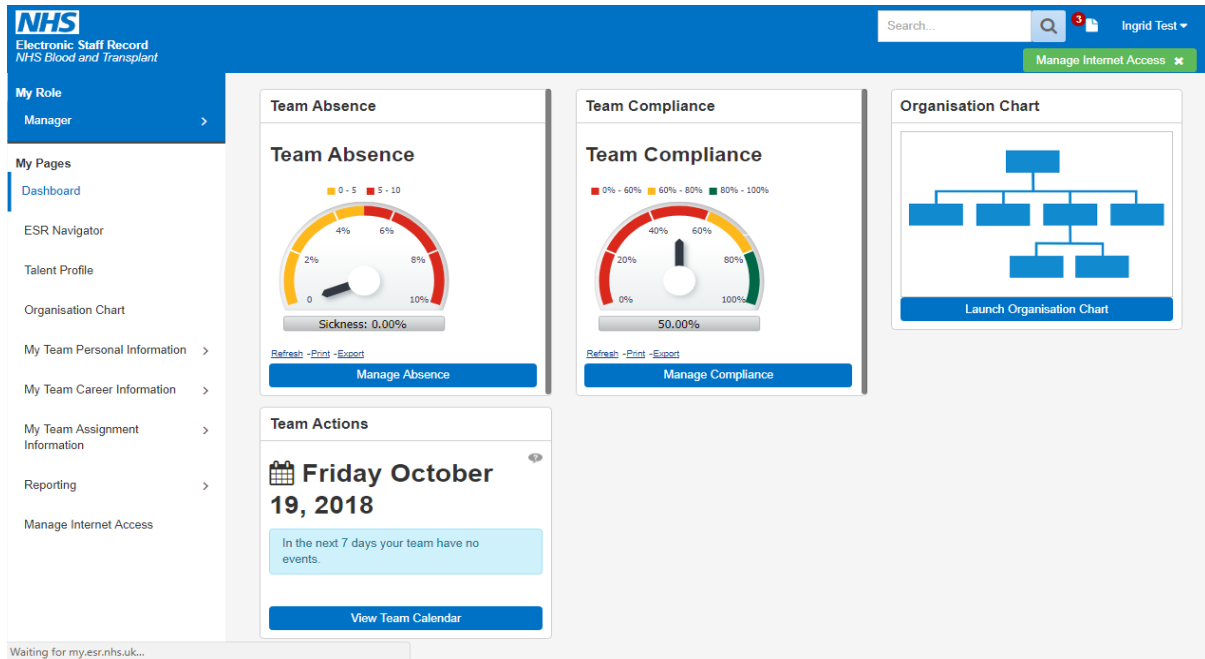 NHS
Electronic Staff Record
NHS Blood and Transplant
Search...
3
Ingrid Test
Manage Internet Access ×
My Role
Manager
My Pages
Dashboard
ESR Navigator
Talent Profile
Organisation Chart
My Team Personal Information
My Team Career Information
My Team Assignment
Information
Reporting
Manage Internet Access
Team Absence
Team Absence
0 - 5 5 - 10
4% 6%
2% 8%
0 10%
Sickness: 0.00%
Refresh -Print -Export
Manage Absence
Team Compliance
Team Compliance
0% - 60% 60% - 80% 80% - 100%
40% 60%
20% 80%
0% 100%
50.00%
Refresh -Print -Export
Manage Compliance
Organisation Chart
Launch Organisation Chart
Team Actions
?
Friday October
19, 2018
In the next 7 days your team have no
events.
View Team Calendar
Waiting for my.esr.nhs.uk...